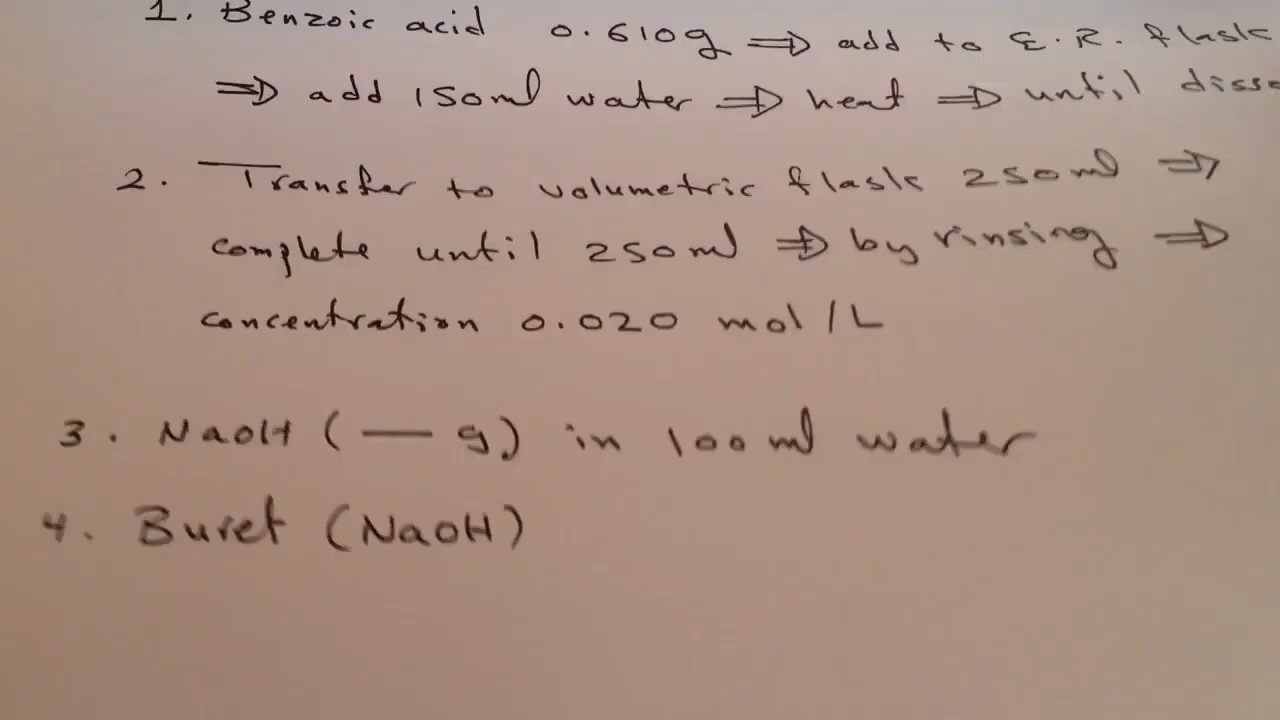 1. Benzoic acid 0.610g ⇒ add to E.R. flask
⇒ add 150ml water ⇒ heat ⇒ until
2. Transfer to volumetric flask 250ml ⇒
complete until 250ml ⇒ by rinsing ⇒
concentration 0.020 mol/L
3. NaOH (— g) in 100ml water
4. Buret (NaOH)